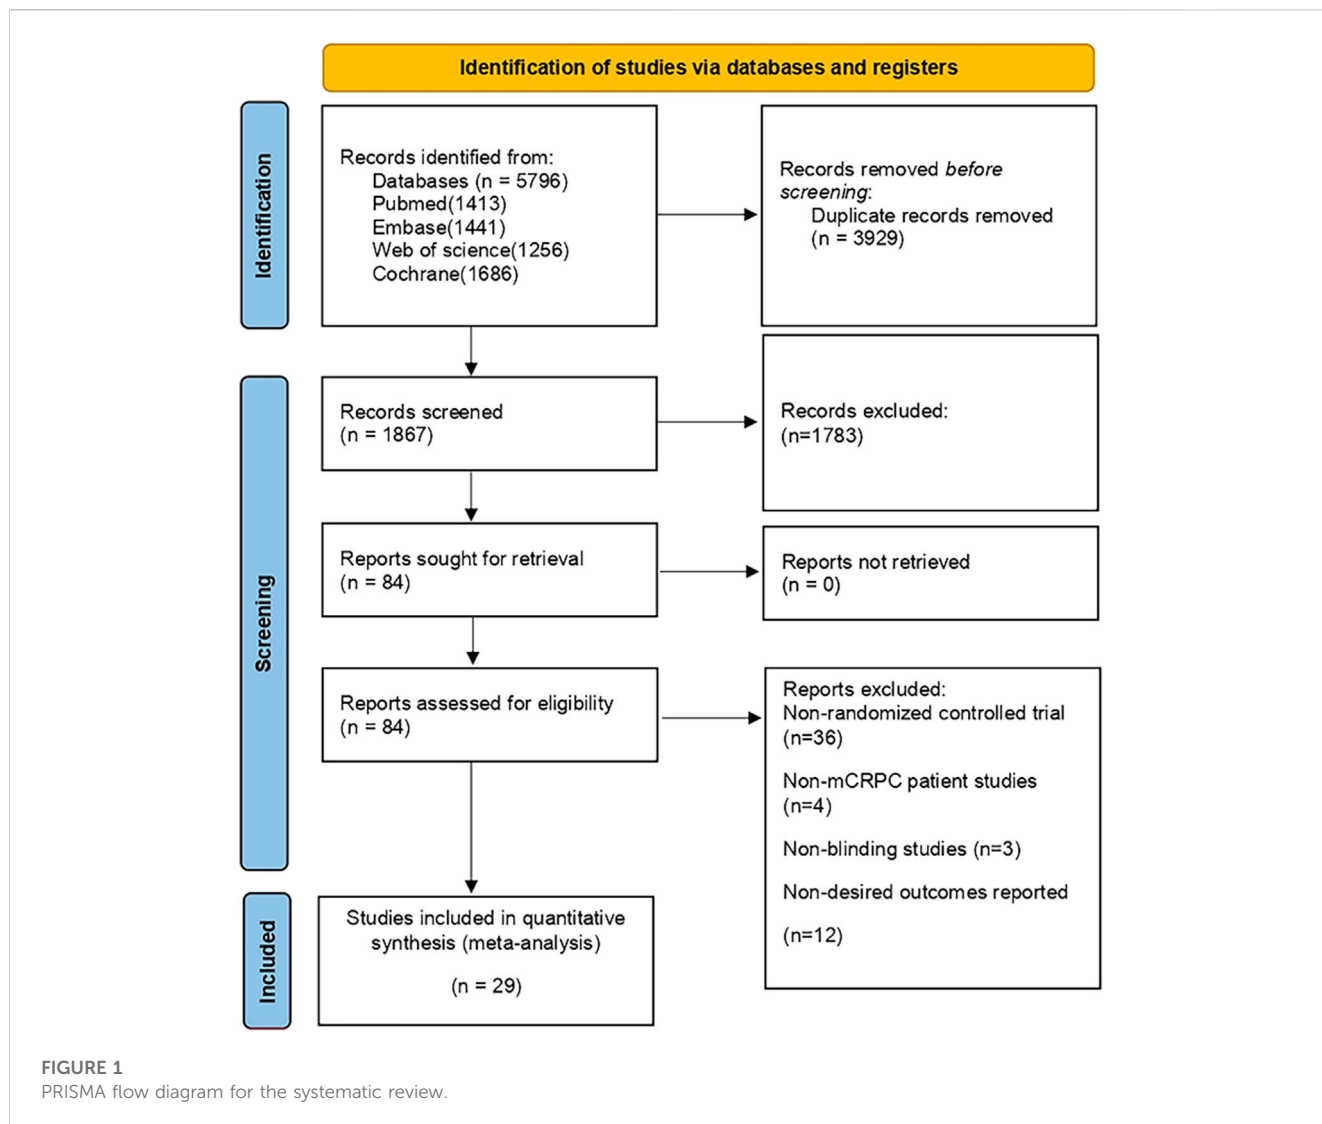 Identification of studies via databases and registers
Identification
Records identified from:
Databases (n = 5796)
Pubmed(1413)
Embase(1441)
Web of science(1256)
Cochrane(1686)
Records removed before
screening:
Duplicate records removed
(n = 3929)
Screening
Records screened
(n = 1867)
Records excluded:
(n=1783)
Reports sought for retrieval
(n = 84)
Reports not retrieved
(n = 0)
Reports assessed for eligibility
(n = 84)
Reports excluded:
Non-randomized controlled trial
(n=36)
Non-mCRPC patient studies
(n=4)
Non-blinding studies (n=3)
Non-desired outcomes reported
(n=12)
Included
Studies included in quantitative
synthesis (meta-analysis)
(n = 29)
FIGURE 1
PRISMA flow diagram for the systematic review.